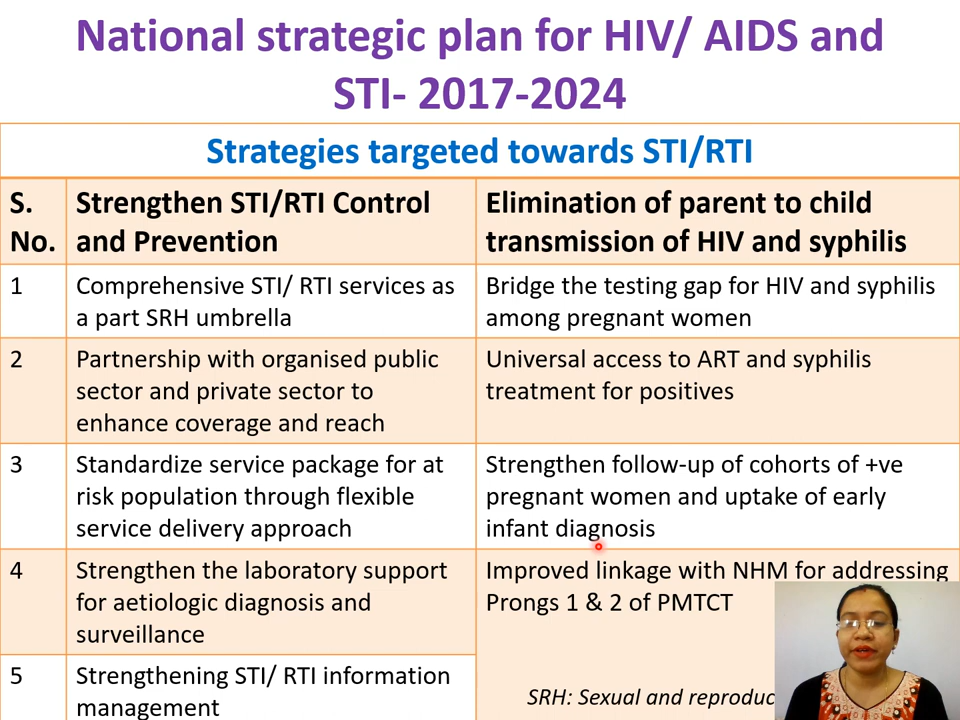 National strategic plan for HIV/ AIDS and
STI- 2017-2024
Strategies targeted towards STI/RTI
S.
No.
Strengthen STI/RTI Control
and Prevention
Elimination of parent to child
transmission of HIV and syphilis
1
Comprehensive STI/ RTI services as
a part SRH umbrella
Bridge the testing gap for HIV and syphilis
among pregnant women
2
Partnership with organised public
sector and private sector to
enhance coverage and reach
Universal access to ART and syphilis
treatment for positives
3
Standardize service package for at
risk population through flexible
service delivery approach
Strengthen follow-up of cohorts of +ve
pregnant women and uptake of early
infant diagnosis
4
Strengthen the laboratory support
for aetiologic diagnosis and
surveillance
Improved linkage with NHM for addressing
Prongs 1 & 2 of PMTCT
5
Strengthening STI/ RTI information
management
SRH: Sexual and